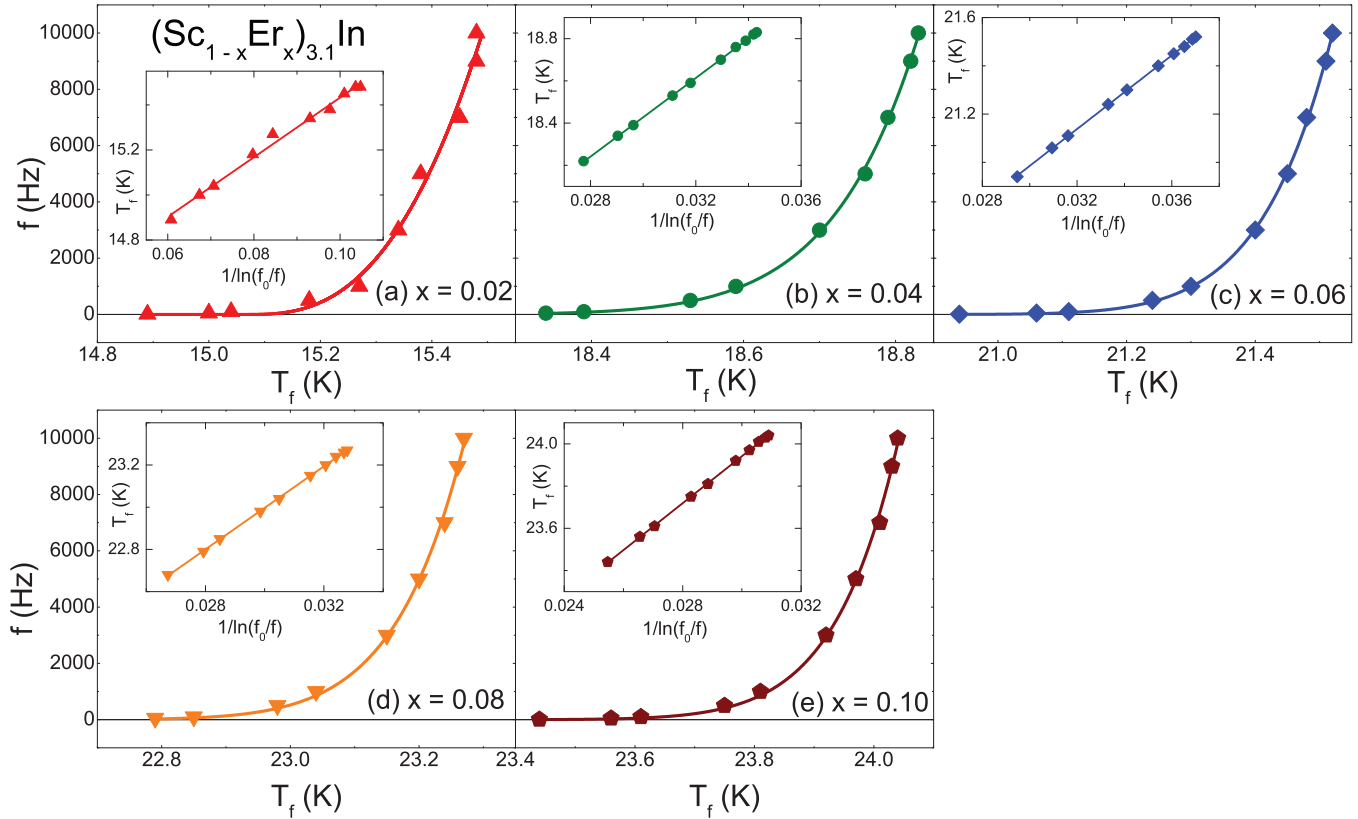 (Sc1-xErx)3.1In
f (Hz)
10000
8000
6000
4000
2000
0
14.8
15.0
15.2
15.4
Tf (K)
(a) x = 0.02
Tf (K)
15.2
14.8
0.06
0.08
0.10
1/ln(f0/f)
18.4
18.6
18.8
Tf (K)
(b) x = 0.04
Tf (K)
18.8
18.4
0.028
0.032
0.036
1/ln(f0/f)
21.0
21.2
21.4
Tf (K)
(c) x = 0.06
Tf (K)
21.6
21.2
0.028
0.032
0.036
1/ln(f0/f)
f (Hz)
10000
8000
6000
4000
2000
0
22.8
23.0
23.2
23.4
Tf (K)
(d) x = 0.08
Tf (K)
23.2
22.8
0.028
0.032
1/ln(f0/f)
23.6
23.8
24.0
Tf (K)
(e) x = 0.10
Tf (K)
24.0
23.6
0.024
0.028
0.032
1/ln(f0/f)